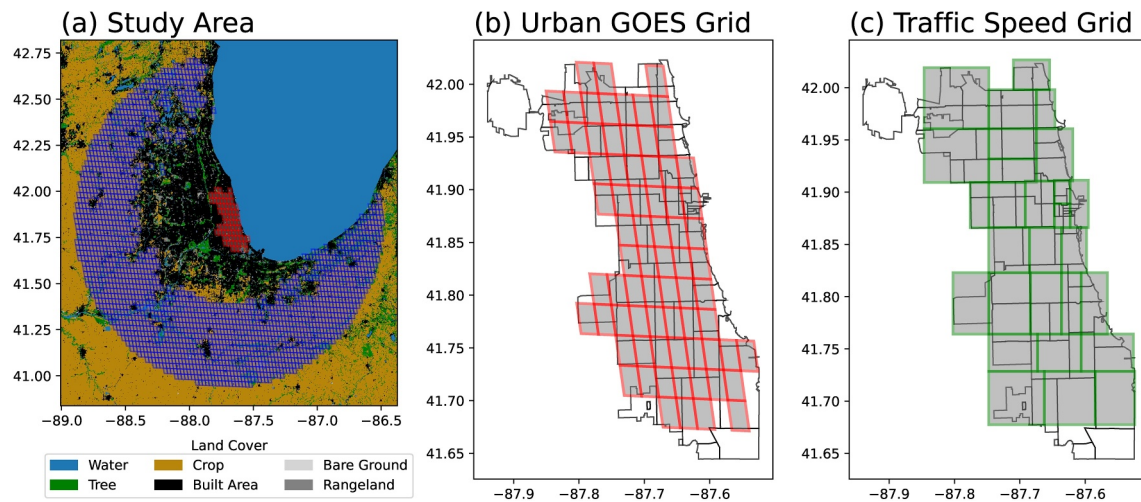 (a) Study Area
42.75
42.50
42.25
42.00
41.75
41.50
41.25
41.00
−89.0 −88.5 −88.0 −87.5 −87.0 −86.5
Land Cover
Water Crop Bare Ground
Tree Built Area Rangeland
(b) Urban GOES Grid
42.00
41.95
41.90
41.85
41.80
41.75
41.70
41.65
−87.9 −87.8 −87.7 −87.6
(c) Traffic Speed Grid
42.00
41.95
41.90
41.85
41.80
41.75
41.70
41.65
−87.9 −87.8 −87.7 −87.6